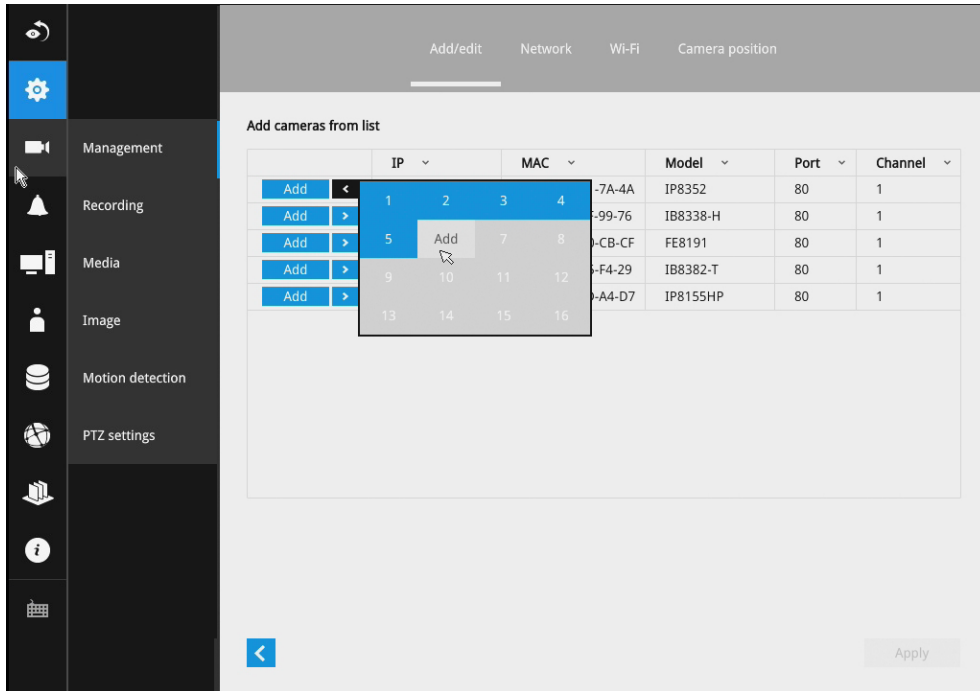 Add/edit Network Wi-Fi Camera position
Add cameras from list
Management
Recording
Media
Image
Motion detection
PTZ settings
IP MAC Model Port Channel
Add < -7A-4A IP8352 80 1
Add > -99-76 IB8338-H 80 1
Add > -CB-CF FE8191 80 1
Add > -F4-29 IB8382-T 80 1
Add > -A4-D7 IP8155HP 80 1
1 2 3 4
5 Add 7 8
9 10 11 12
13 14 15 16
Apply